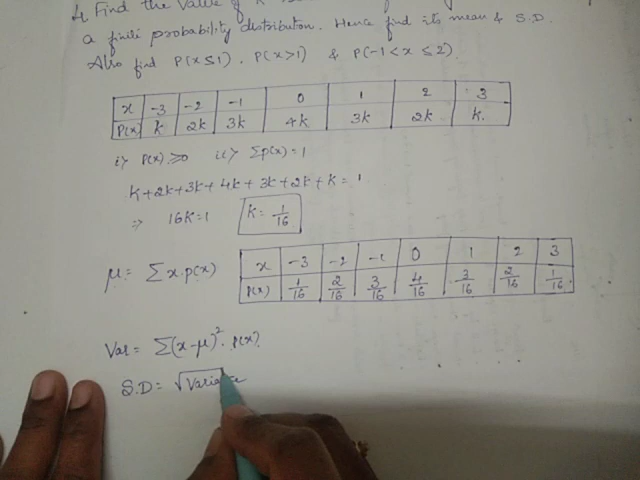 4. Find the Value of K
a finite probability distribution. Hence find its mean & S.D.
Also find P(x≤1), P(x>1) & P(-1<x≤2).
x -3 -2 -1 0 1 2 3
P(x) k 2k 3k 4k 3k 2k k.
i> P(x)≥0 ii> Σp(x)=1
K+2K+3K+4K+3K+2K+K=1.
⇒ 16K=1 K=1/16
μ= Σx.p(x) x -3 -2 -1 0 1 2 3
P(x) 1/16 2/16 3/16 4/16 3/16 2/16 1/16.
Var= Σ(x-μ)². P(x).
S.D= √Variance